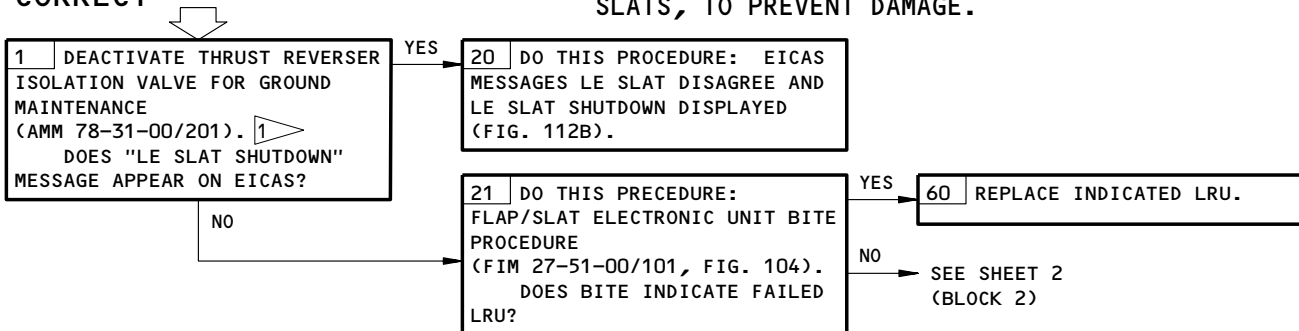 CORRECT
SLATS, TO PREVENT DAMAGE.
1 DEACTIVATE THRUST REVERSER
ISOLATION VALVE FOR GROUND
MAINTENANCE
(AMM 78-31-00/201). 1
DOES "LE SLAT SHUTDOWN"
MESSAGE APPEAR ON EICAS?
YES
20 DO THIS PROCEDURE: EICAS
MESSAGES LE SLAT DISAGREE AND
LE SLAT SHUTDOWN DISPLAYED
(FIG. 112B).
NO
21 DO THIS PRECEDURE:
FLAP/SLAT ELECTRONIC UNIT BITE
PROCEDURE
(FIM 27-51-00/101, FIG. 104).
DOES BITE INDICATE FAILED
LRU?
YES
60 REPLACE INDICATED LRU.
NO
SEE SHEET 2
(BLOCK 2)